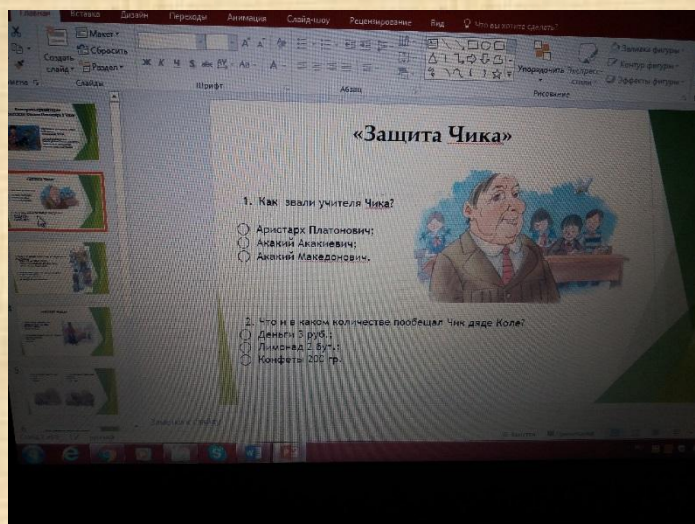 Главная Вставка Дизайн Переходы Анимация Слайд-шоу Рецензирование Вид Что вы хотите сделать?
Макет
Сбросить
Создать слайд Раздел
Слайды Шрифт Абзац Рисование
Упорядочить Экспресс-стили
Заливка фигуры
Контур фигуры
Эффекты фигуры
«Защита Чика»
1. Как звали учителя Чика?
Аристарх Платонович;
Акакий Акакиевич;
Акакий Македонович.
2. Что и в каком количестве пообещал Чик дяде Коле?
Деньги 3 руб.;
Лимонад 2 бут.;
Конфеты 200 гр.
Заметки к слайду